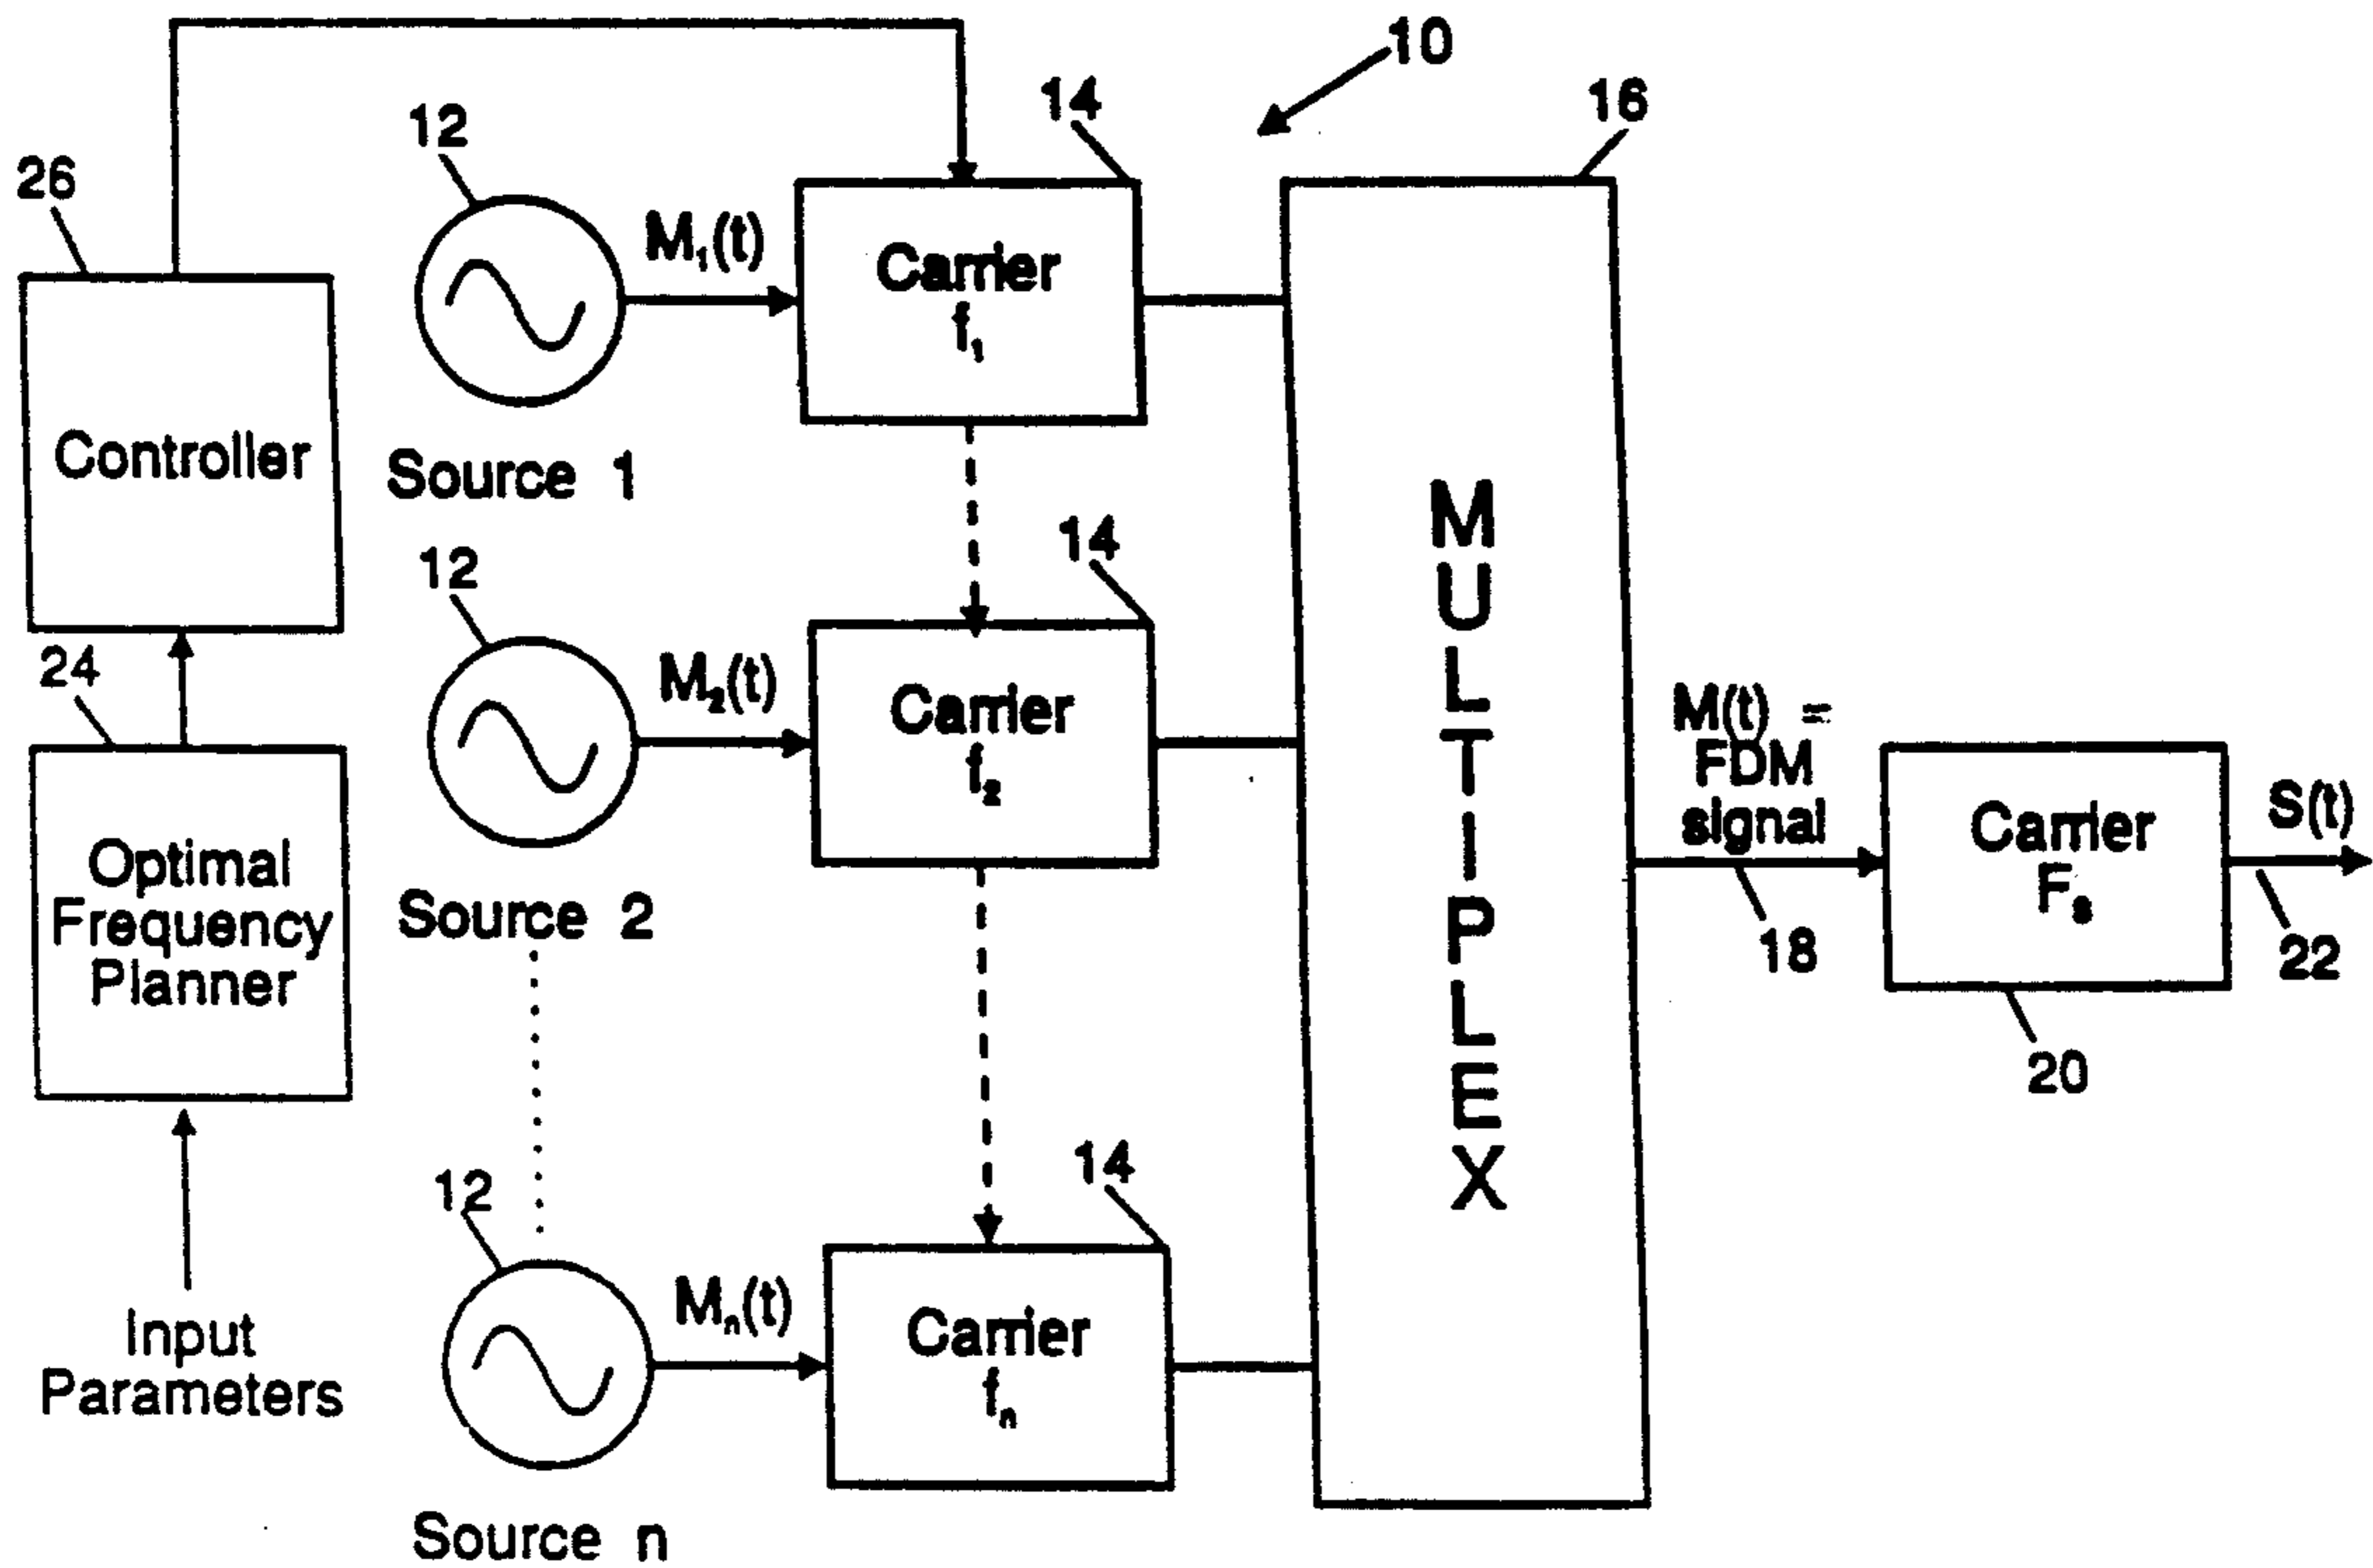 10
14
16
12
26
M₁(t)
Carrier
f₁
Controller
Source 1
14
12
24
M₂(t)
Carrier
f₂
MULTIPLEX
M(t) =
FDM
signal
S(t)
Carrier
Fₛ
Optimal
Frequency
Planner
Source 2
18
22
20
14
12
Mₙ(t)
Carrier
fₙ
Input
Parameters
Source n